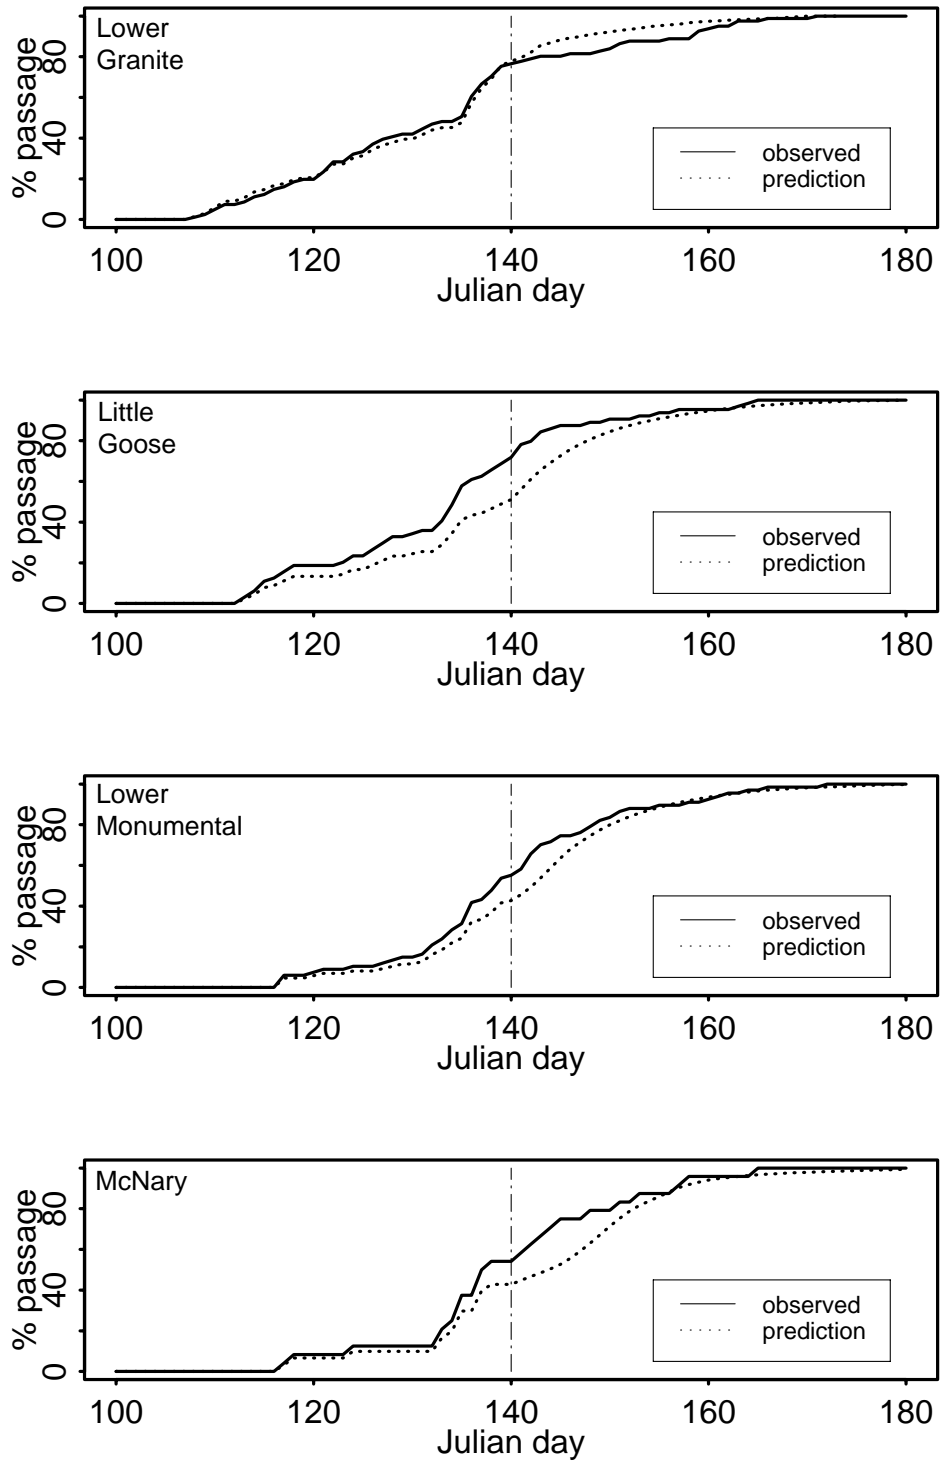 Lower
Granite
% passage
0 40 80
observed
prediction
100 120 140 160 180
Julian day
Little
Goose
% passage
0 40 80
observed
prediction
100 120 140 160 180
Julian day
Lower
Monumental
% passage
0 40 80
observed
prediction
100 120 140 160 180
Julian day
McNary
% passage
0 40 80
observed
prediction
100 120 140 160 180
Julian day